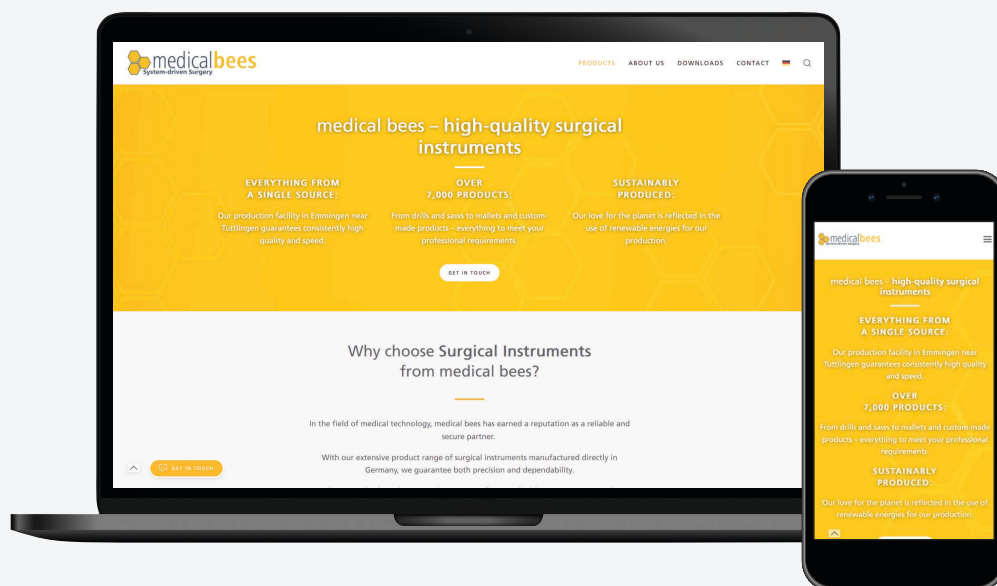 medicalbees
System-driven Surgery
PRODUCTS ABOUT US DOWNLOADS CONTACT
medical bees – high-quality surgical
instruments
EVERYTHING FROM
A SINGLE SOURCE:
Our production facility in Emmingen near
Tuttlingen guarantees consistently high
quality and speed.
OVER
7,000 PRODUCTS:
From drills and saws to mallets and custom-
made products – everything to meet your
professional requirements.
SUSTAINABLY
PRODUCED:
Our love for the planet is reflected in the
use of renewable energies for our
production.
GET IN TOUCH
Why choose Surgical Instruments
from medical bees?
In the field of medical technology, medical bees has earned a reputation as a reliable and
secure partner.
With our extensive product range of surgical instruments manufactured directly in
Germany, we guarantee both precision and dependability.
GET IN TOUCH
medicalbees
System-driven Surgery
medical bees – high-quality surgical
instruments
EVERYTHING FROM
A SINGLE SOURCE:
Our production facility in Emmingen near
Tuttlingen guarantees consistently high quality
and speed.
OVER
7,000 PRODUCTS:
From drills and saws to mallets and custom-made
products – everything to meet your professional
requirements.
SUSTAINABLY
PRODUCED:
Our love for the planet is reflected in the use of
renewable energies for our production.